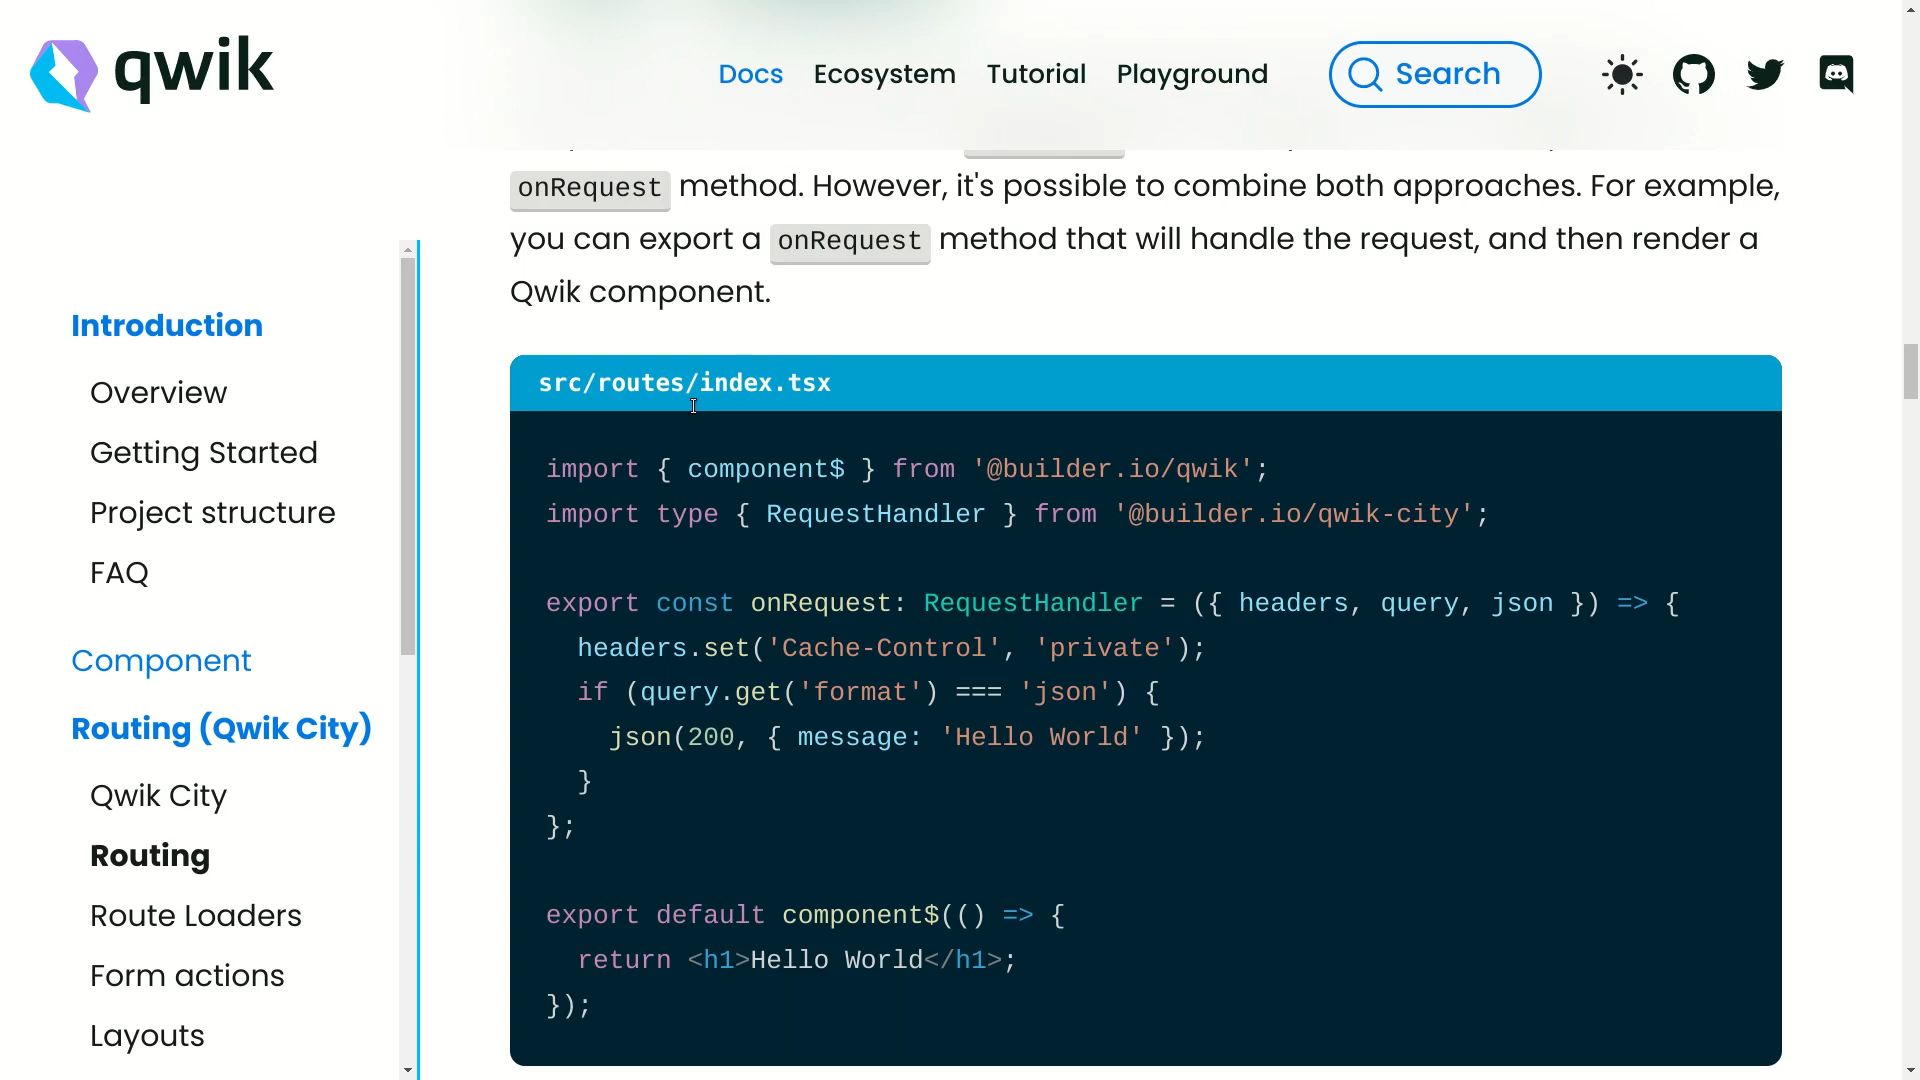 qwik
Docs Ecosystem Tutorial Playground Search
onRequest method. However, it's possible to combine both approaches. For example,
you can export a onRequest method that will handle the request, and then render a
Qwik component.
Introduction
Overview
Getting Started
Project structure
FAQ
Component
Routing (Qwik City)
Qwik City
Routing
Route Loaders
Form actions
Layouts
src/routes/index.tsx
import { component$ } from '@builder.io/qwik';
import type { RequestHandler } from '@builder.io/qwik-city';
export const onRequest: RequestHandler = ({ headers, query, json }) => {
  headers.set('Cache-Control', 'private');
  if (query.get('format') === 'json') {
    json(200, { message: 'Hello World' });
  }
};
export default component$(() => {
  return <h1>Hello World</h1>;
});